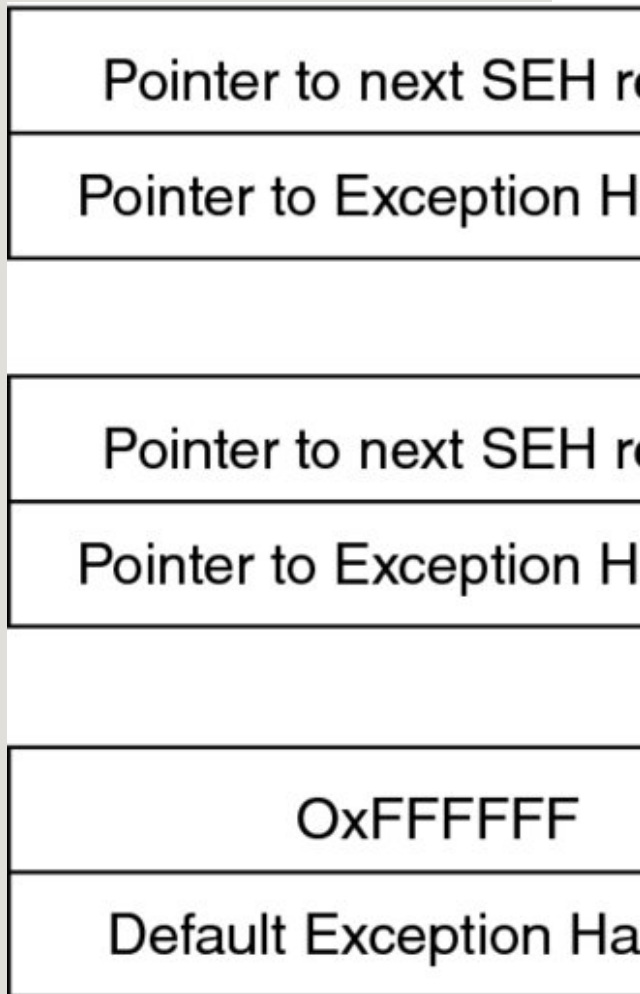 Pointer to next SEH
Pointer to Exception
Pointer to next SEH
Pointer to Exception
OxFFFFFF
Default Exception